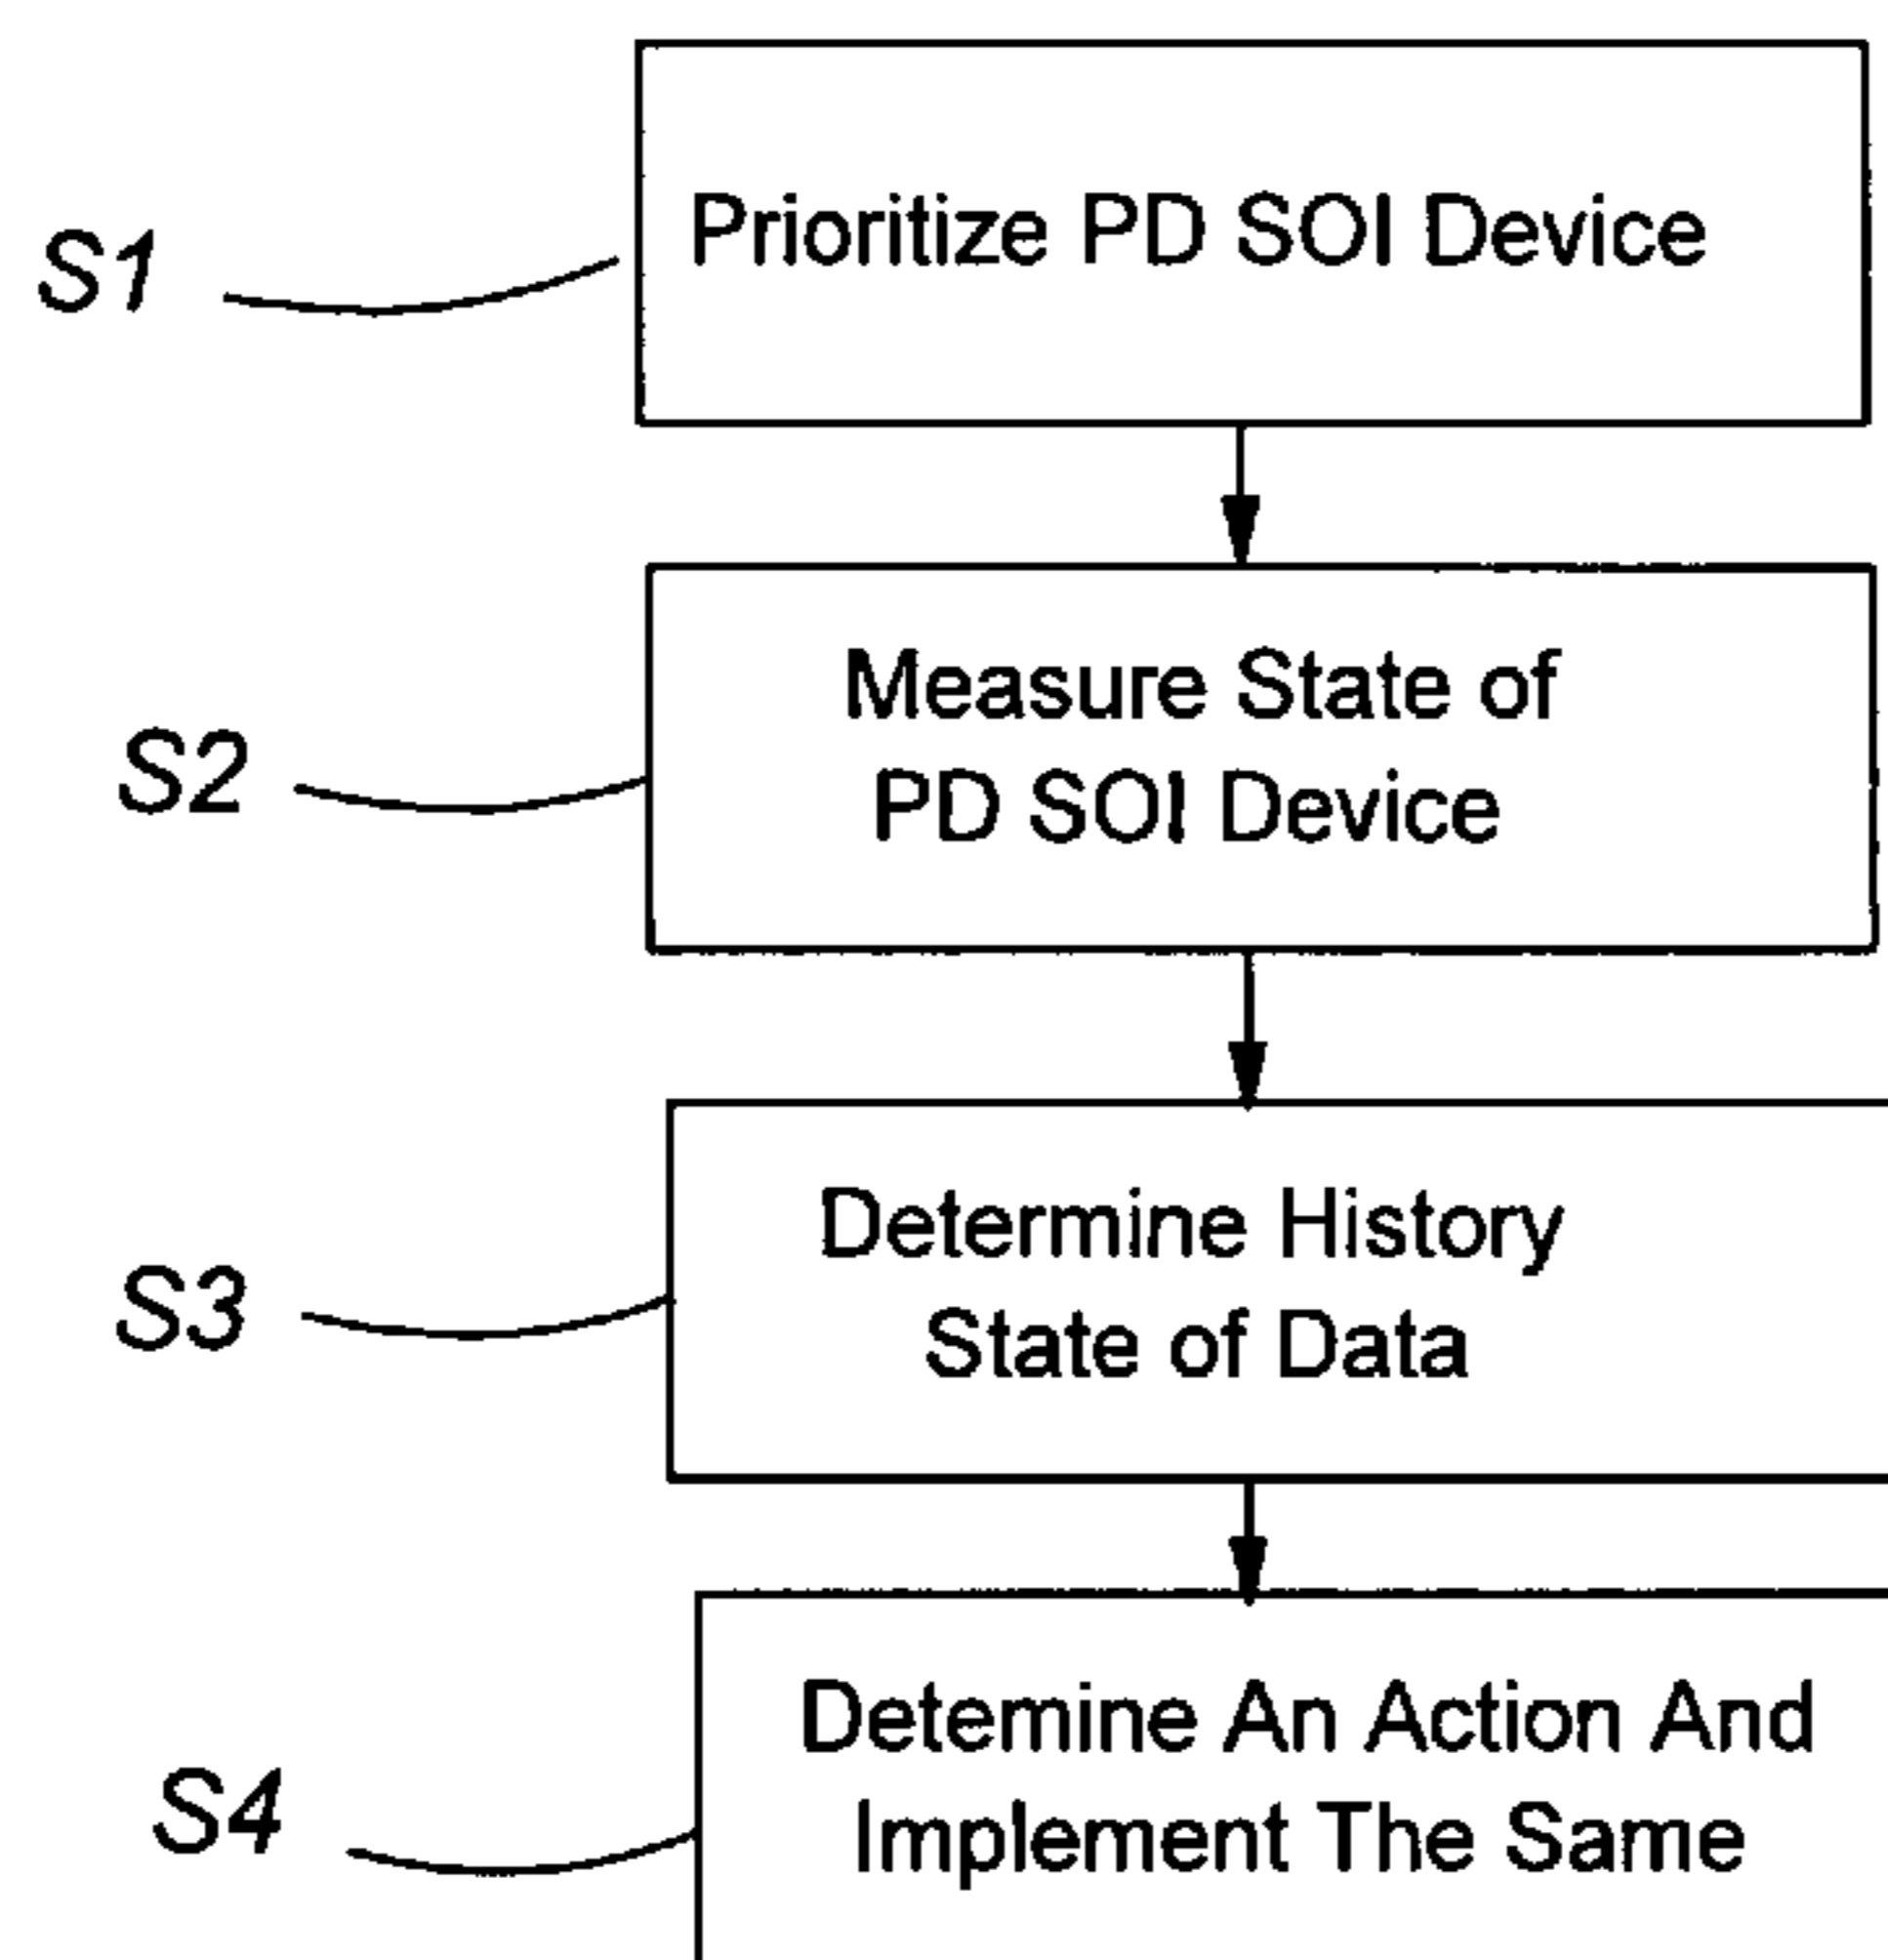 S1
Prioritize PD SOI Device
S2
Measure State of
PD SOI Device
S3
Determine History
State of Data
S4
Detemine An Action And
Implement The Same